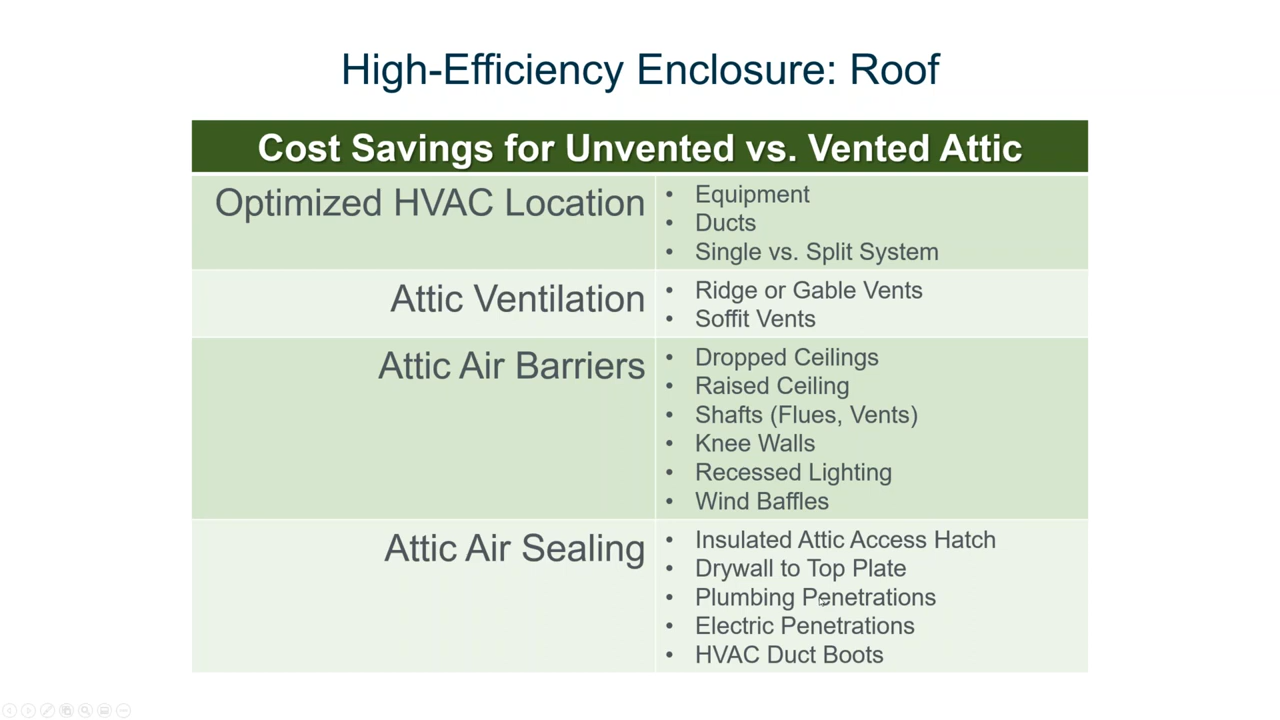 High-Efficiency Enclosure: Roof
Cost Savings for Unvented vs. Vented Attic
Optimized HVAC Location
• Equipment
• Ducts
• Single vs. Split System
Attic Ventilation
• Ridge or Gable Vents
• Soffit Vents
Attic Air Barriers
• Dropped Ceilings
• Raised Ceiling
• Shafts (Flues, Vents)
• Knee Walls
• Recessed Lighting
• Wind Baffles
Attic Air Sealing
• Insulated Attic Access Hatch
• Drywall to Top Plate
• Plumbing Penetrations
• Electric Penetrations
• HVAC Duct Boots